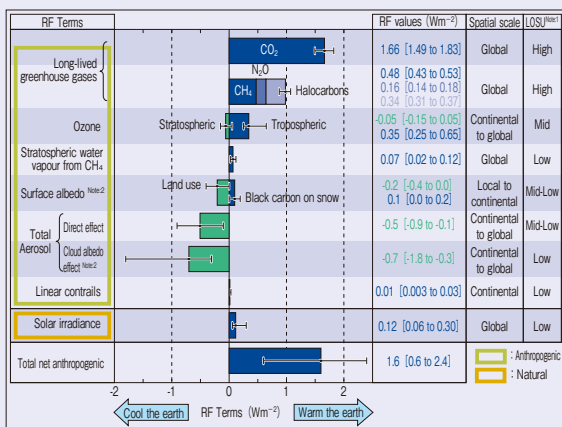 RF Terms
RF values (Wm⁻²)
Spatial scale
LOSU Note:1
Long-lived
greenhouse gases
CO₂
1.66 [1.49 to 1.83]
Global
High
N₂O
CH₄
Halocarbons
0.48 [0.43 to 0.53]
0.16 [0.14 to 0.18]
0.34 [0.31 to 0.37]
Global
High
Ozone
Stratospheric
Tropospheric
-0.05 [-0.15 to 0.05]
0.35 [0.25 to 0.65]
Continental
to global
Mid
Stratospheric water
vapour from CH₄
0.07 [0.02 to 0.12]
Global
Low
Surface albedo Note:2
Land use
Black carbon on snow
-0.2 [-0.4 to 0.0]
0.1 [0.0 to 0.2]
Local to
continental
Mid-Low
Total
Aerosol
Direct effect
-0.5 [-0.9 to -0.1]
Continental
to global
Mid-Low
Cloud albedo
effect Note:2
-0.7 [-1.8 to -0.3]
Continental
to global
Low
Linear contrails
0.01 [0.003 to 0.03]
Continental
Low
Solar irradiance
0.12 [0.06 to 0.30]
Global
Low
Total net anthropogenic
1.6 [0.6 to 2.4]
: Anthropogenic
: Natural
-2 -1 0 1 2
Cool the earth
RF Terms (Wm⁻²)
Warm the earth